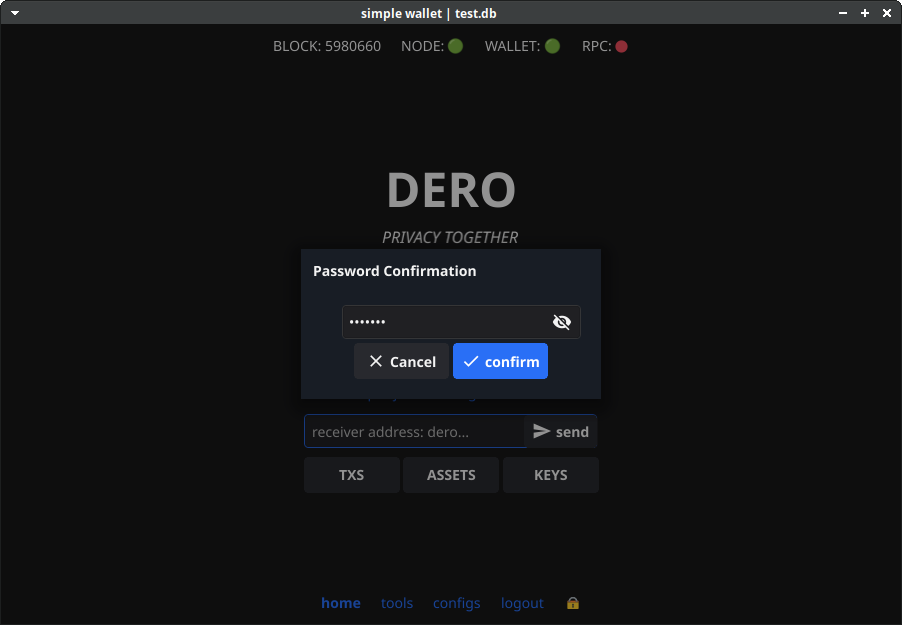 simple wallet | test.db
BLOCK: 5980660 NODE: WALLET: RPC:
DERO
PRIVACY TOGETHER
Password Confirmation
•••••••
Cancel confirm
receiver address: dero... send
TXS ASSETS KEYS
home tools configs logout